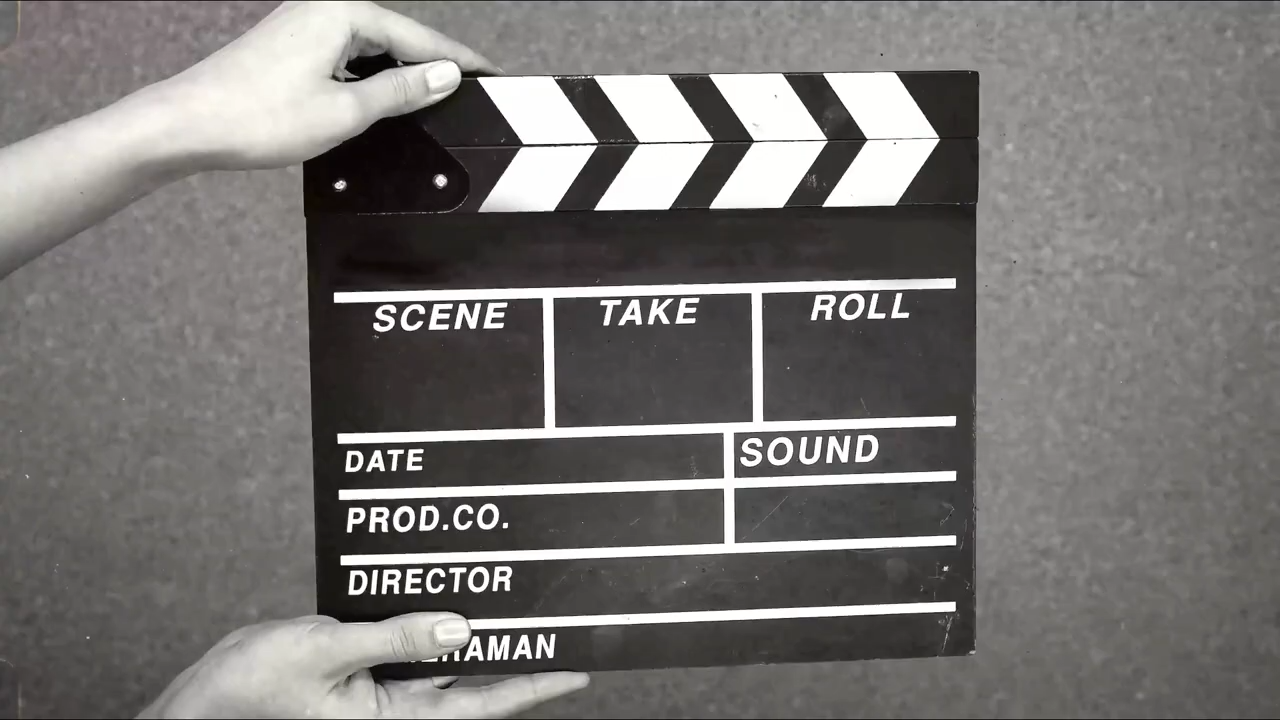 SCENE TAKE ROLL
DATE SOUND
PROD.CO.
DIRECTOR